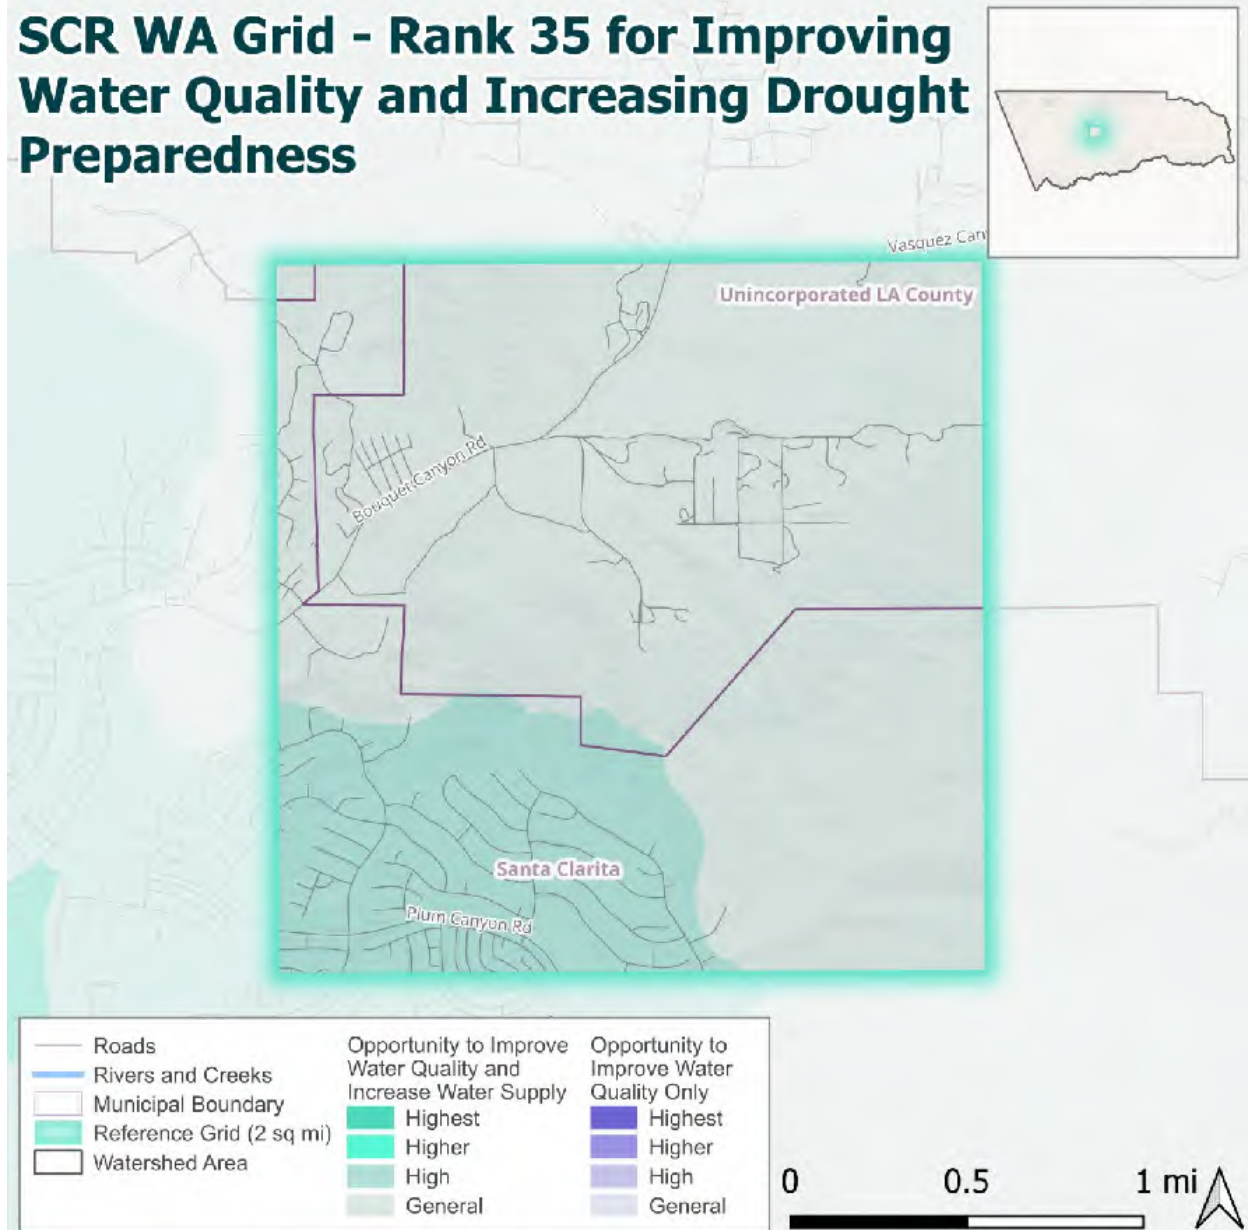 SCR WA Grid - Rank 35 for Improving
Water Quality and Increasing Drought
Preparedness
Vasquez Can
Unincorporated LA County
Bouquet Canyon Rd
Santa Clarita
Plum Canyon Rd
Roads
Rivers and Creeks
Municipal Boundary
Reference Grid (2 sq mi)
Watershed Area
Opportunity to Improve
Water Quality and
Increase Water Supply
Highest
Higher
High
General
Opportunity to
Improve Water
Quality Only
Highest
Higher
High
General
0 0.5 1 mi